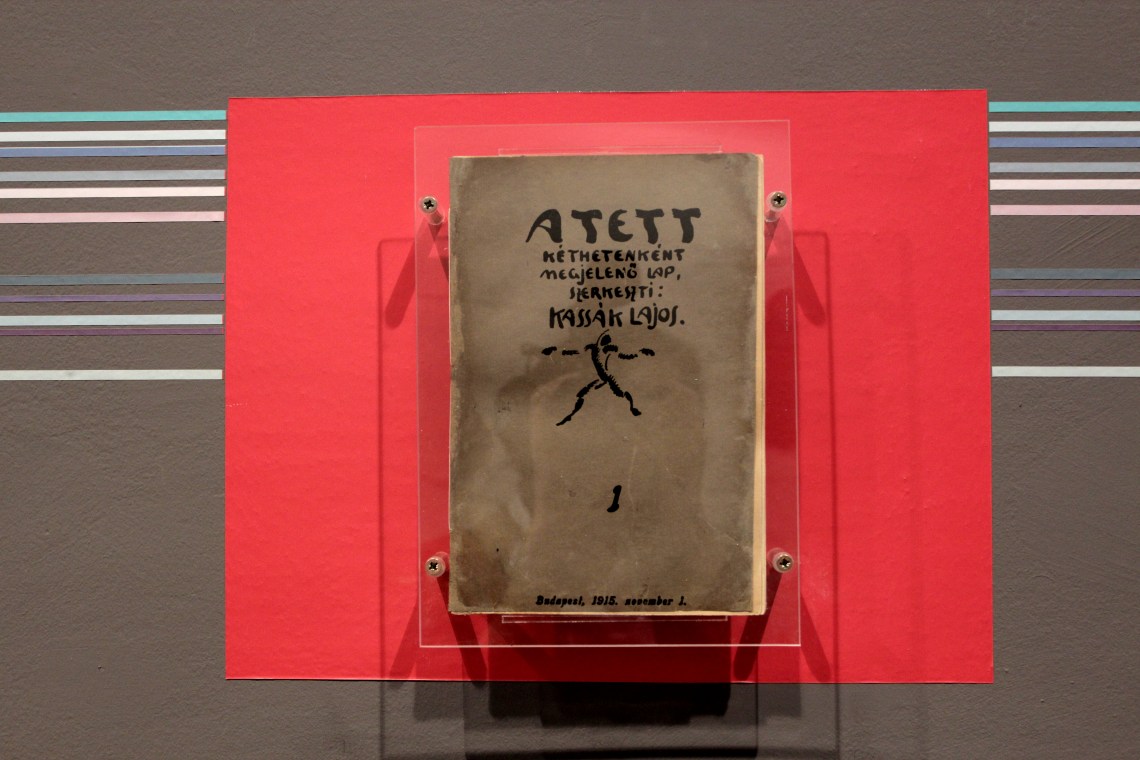 A TETT
KÉTHETENKÉNT
MEGJELENŐ LAP,
SZERKESZTI:
KASSÁK LAJOS.
1
Budapest, 1915. november 1.